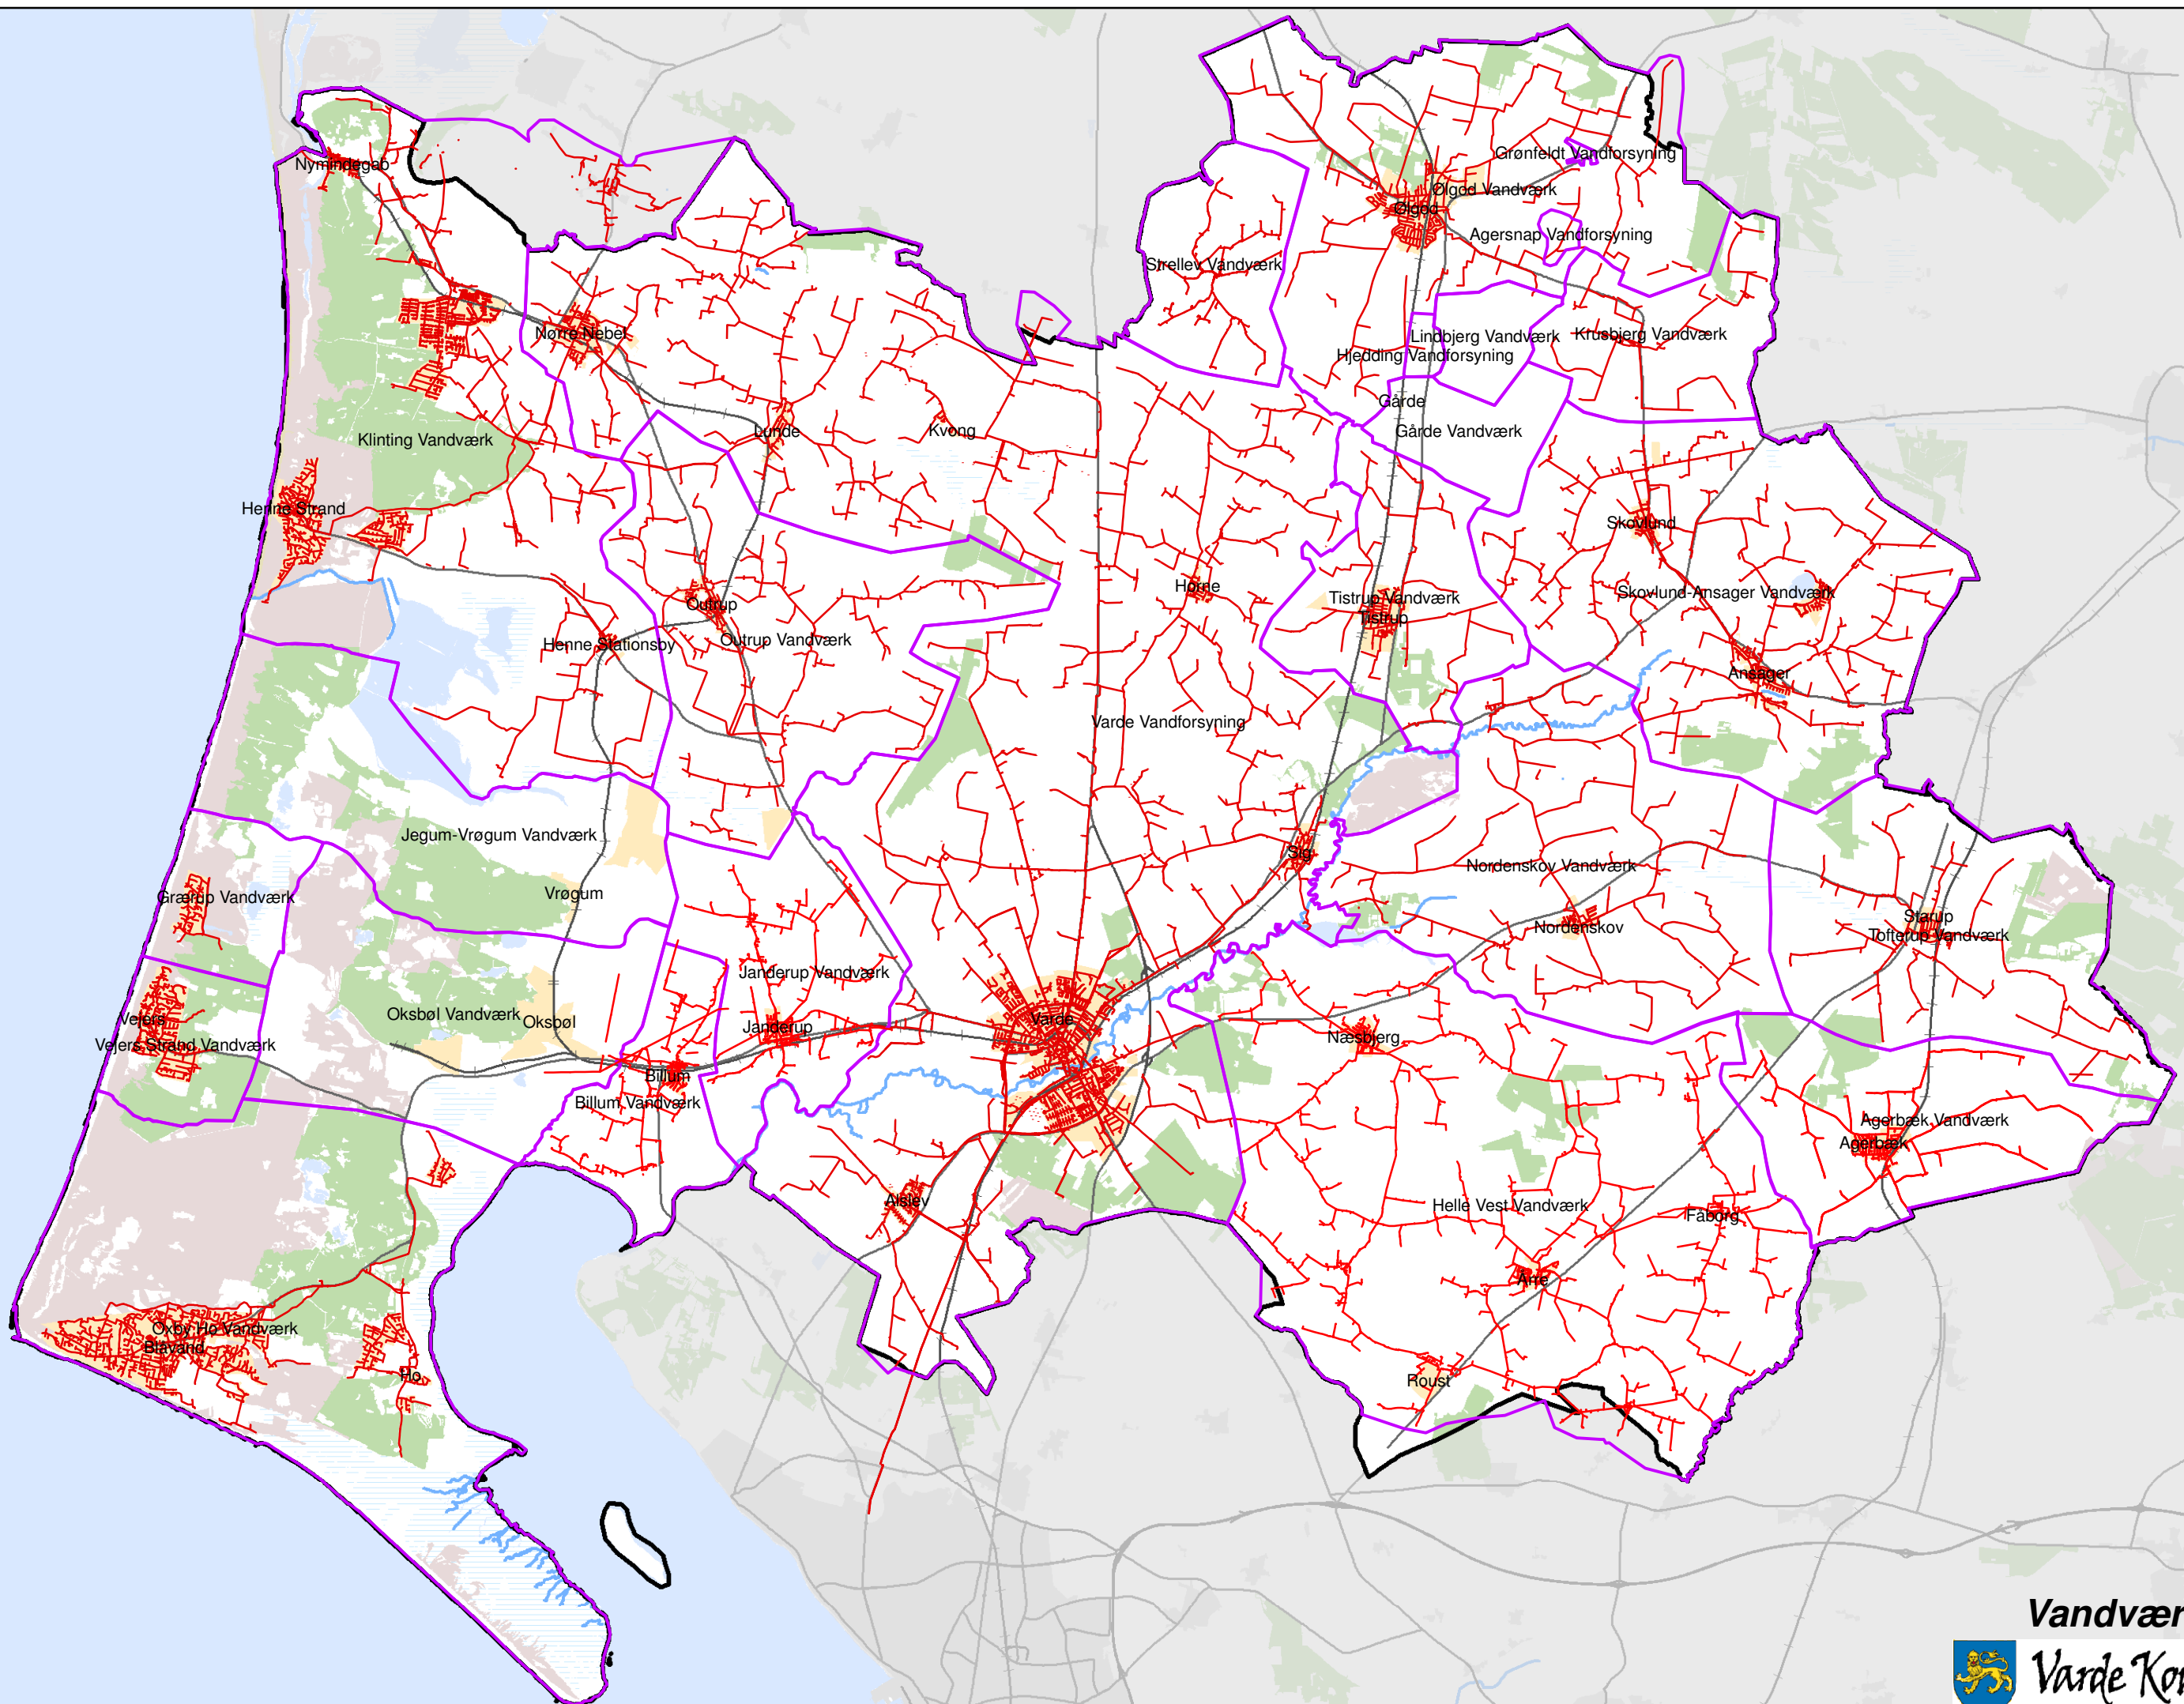 Nymindegab
Grønfeldt Vandforsyning
Ølgod Vandværk
Ølgod
Agersnap Vandforsyning
Strellev Vandværk
Nørre Nebel
Lindbjerg Vandværk
Krusbjerg Vandværk
Hjedding Vandforsyning
Gårde
Lunde
Kvong
Gårde Vandværk
Klinting Vandværk
Henne Strand
Skovlund
Horne
Skovlund-Ansager Vandværk
Tistrup Vandværk
Outrup
Tistrup
Henne Stationsby
Outrup Vandværk
Ansager
Varde Vandforsyning
Jegum-Vrøgum Vandværk
Sig
Nordenskov Vandværk
Vrøgum
Grærup Vandværk
Starup
Nordenskov
Tofterup Vandværk
Janderup Vandværk
Oksbøl Vandværk
Oksbøl
Vejers
Varde
Janderup
Næsbjerg
Vejers Strand Vandværk
Billum
Billum Vandværk
Agerbæk Vandværk
Agerbæk
Alslev
Helle Vest Vandværk
Fåborg
Årre
Oxby Ho Vandværk
Blåvand
Ho
Roust
Vandvær
Varde Ko